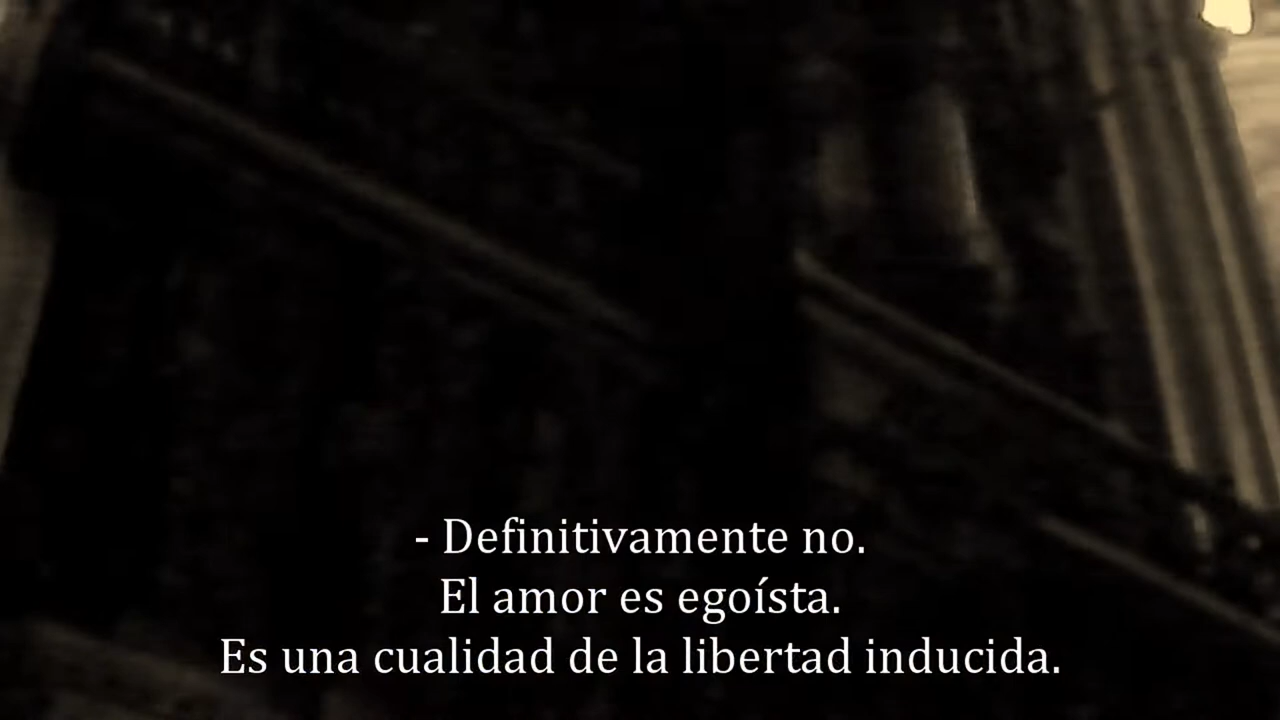 - Definitivamente no.
El amor es egoísta.
Es una cualidad de la libertad inducida.